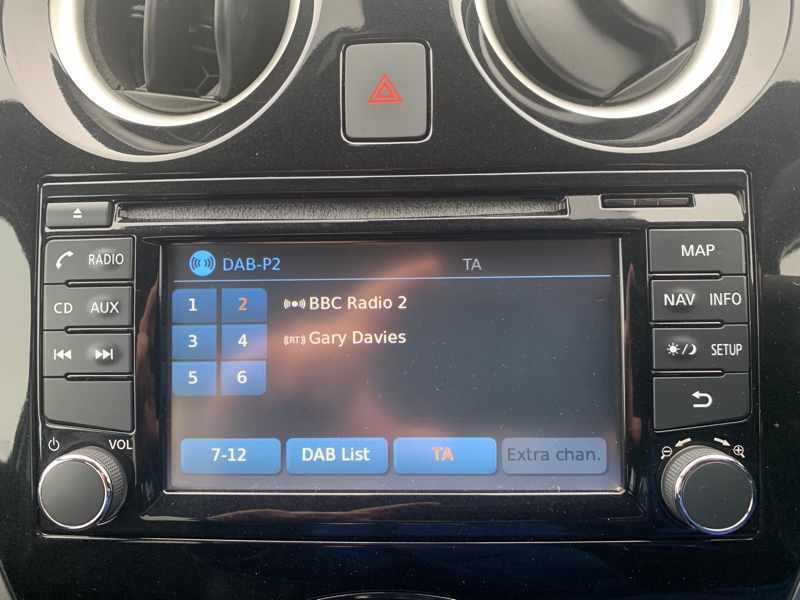 RADIO
CD AUX
VOL
DAB-P2 TA
1 2 BBC Radio 2
3 4 RT Gary Davies
5 6
7-12 DAB List TA Extra chan.
MAP
NAV INFO
SETUP